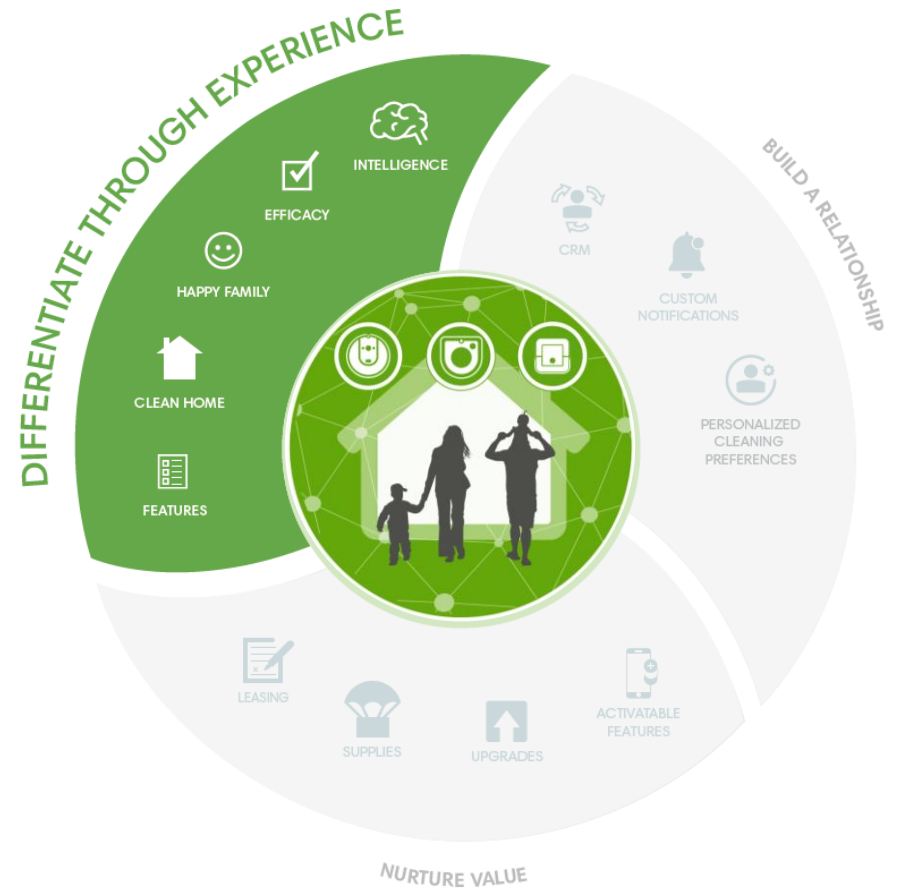 DIFFERENTIATE THROUGH EXPERIENCE
INTELLIGENCE
EFFICACY
HAPPY FAMILY
CLEAN HOME
FEATURES
BUILD A RELATIONSHIP
CRM
CUSTOM
NOTIFICATIONS
PERSONALIZED
CLEANING
PREFERENCES
LEASING
SUPPLIES
UPGRADES
ACTIVATABLE
FEATURES
NURTURE VALUE